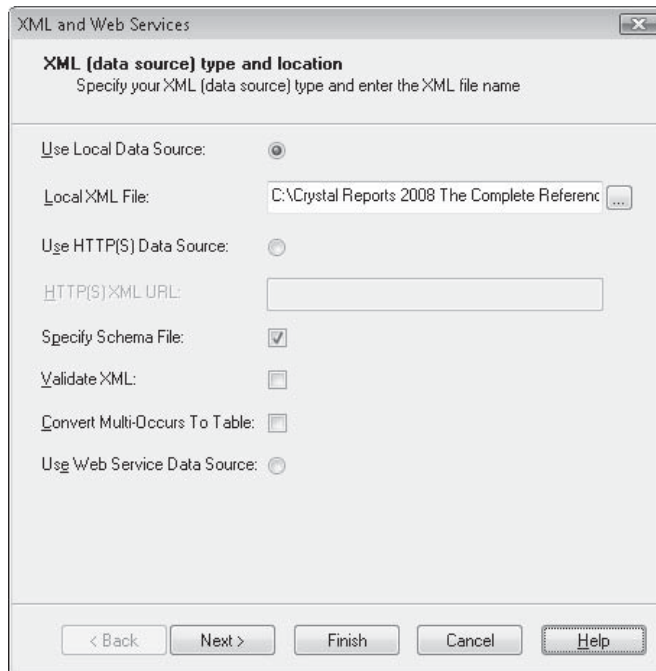 XML and Web Services
XML (data source) type and location
Specify your XML (data source) type and enter the XML file name
Use Local Data Source:
Local XML File: C:\Crystal Reports 2008 The Complete Referenc ...
Use HTTP(S) Data Source:
HTTP(S) XML URL:
Specify Schema File:
Validate XML:
Convert Multi-Occurs To Table:
Use Web Service Data Source:
< Back Next > Finish Cancel Help